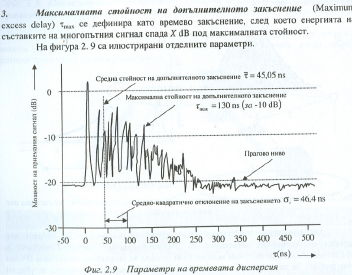 3. Максималната стойност на допълнителното закъснение (Maximum
excess delay) τmax се дефинира като времево закъснение, след което енергията на
съставките на многопътния сигнал спада X dB под максималната стойност.
На фигура 2. 9 са илюстрирани отделните параметри.
Мощност на приемания сигнал (dB)
10
0
-10
-20
-30
Средна стойност на допълнителното закъснение τ̅ = 45,05 ns
Максимална стойност на допълнителното закъснение
τmax =130 ns (за -10 dB)
Прагово ниво
Средно-квадратично отклонение на закъснението στ = 46,4 ns
-50 0 50 100 150 200 250 300 350 400 450 500
τ(ns)
Фиг. 2.9 Параметри на времевата дисперсия